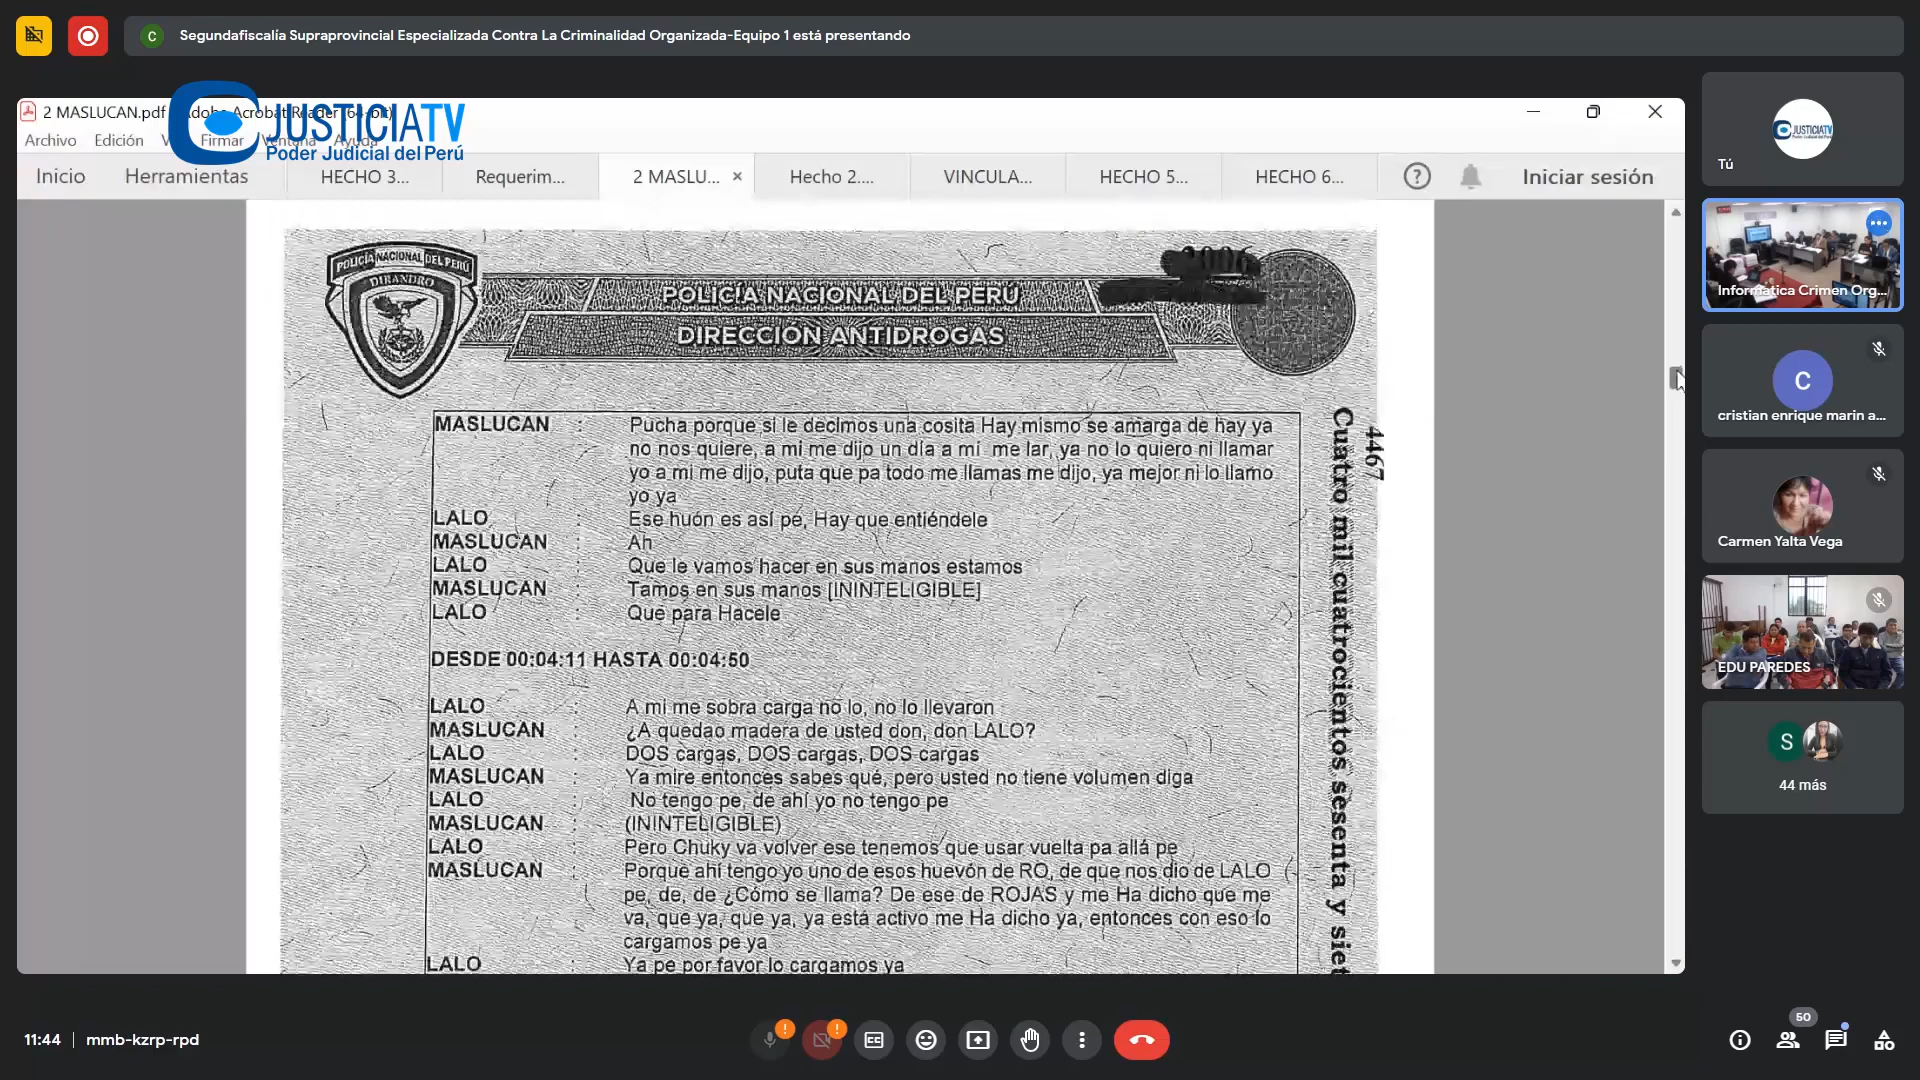 Segundafiscalía Supraprovincial Especializada Contra La Criminalidad Organizada-Equipo 1 está presentando
2 MASLUCAN.pdf - Adobe Acrobat Reader (64-bit)
Archivo Edición Firmar Ventana Ayuda
JUSTICIATV
Poder Judicial del Perú
Inicio Herramientas HECHO 3... Requerim... 2 MASLU... Hecho 2.... VINCULA... HECHO 5... HECHO 6... Iniciar sesión
POLICÍA NACIONAL DEL PERÚ
DIRANDRO
POLICÍA NACIONAL DEL PERÚ
DIRECCIÓN ANTIDROGAS
MASLUCAN : Pucha porque si le decimos una cosita Hay mismo se amarga de hay ya
no nos quiere, a mi me dijo un día a mí me lar, ya no lo quiero ni llamar
yo a mi me dijo, puta que pa todo me llamas me dijo, ya mejor ni lo llamo
yo ya
LALO : Ese huón es así pe, Hay que entiéndele
MASLUCAN : Ah
LALO : Que le vamos hacer en sus manos estamos
MASLUCAN : Tamos en sus manos [ININTELIGIBLE]
LALO : Que para Hacele
DESDE 00:04:11 HASTA 00:04:50
LALO : A mi me sobra carga no lo, no lo llevaron
MASLUCAN : ¿A quedao madera de usted don, don LALO?
LALO : DOS cargas, DOS cargas, DOS cargas
MASLUCAN : Ya mire entonces sabes qué, pero usted no tiene volumen diga
LALO : No tengo pe, de ahí yo no tengo pe
MASLUCAN : (ININTELIGIBLE)
LALO : Pero Chuky va volver ese tenemos que usar vuelta pa allá pe
MASLUCAN : Porque ahí tengo yo uno de esos huevón de RO, de que nos dio de LALO
pe, de, de ¿Cómo se llama? De ese de ROJAS y me Ha dicho que me
va, que ya, que ya, ya está activo me Ha dicho ya, entonces con eso lo
cargamos pe ya
LALO Ya pe por favor lo cargamos ya
4467
Cuatro mil cuatrocientos sesenta y siet
JUSTICIATV
Tú
Informatica Crimen Org...
C
cristian enrique marin a...
Carmen Yalta Vega
EDU PAREDES
S
44 más
11:44 | mmb-kzrp-rpd
50